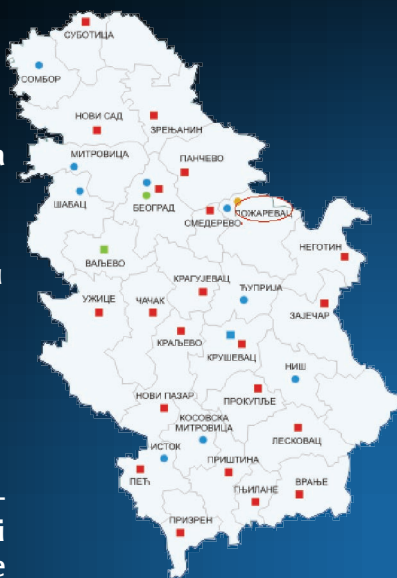 СУБОТИЦА
СОМБОР
НОВИ САД
ЗРЕЊАНИН
а
МИТРОВИЦА
ПАНЧЕВО
ШАБАЦ
БЕОГРАД
СМЕДЕРЕВО
ПОЖАРЕВАЦ
НЕГОТИН
ВАЉЕВО
КРАГУЈЕВАЦ
ЋУПРИЈА
УЖИЦЕ
ЧАЧАК
ЗАЈЕЧАР
КРАЉЕВО
КРУШЕВАЦ
НИШ
НОВИ ПАЗАР
ПРОКУПЉЕ
КОСОВСКА
МИТРОВИЦА
ЛЕСКОВАЦ
ИСТОК
ПРИШТИНА
ПЕЋ
ГЊИЛАНЕ
ВРАЊЕ
-
ПРИЗРЕН
i
e